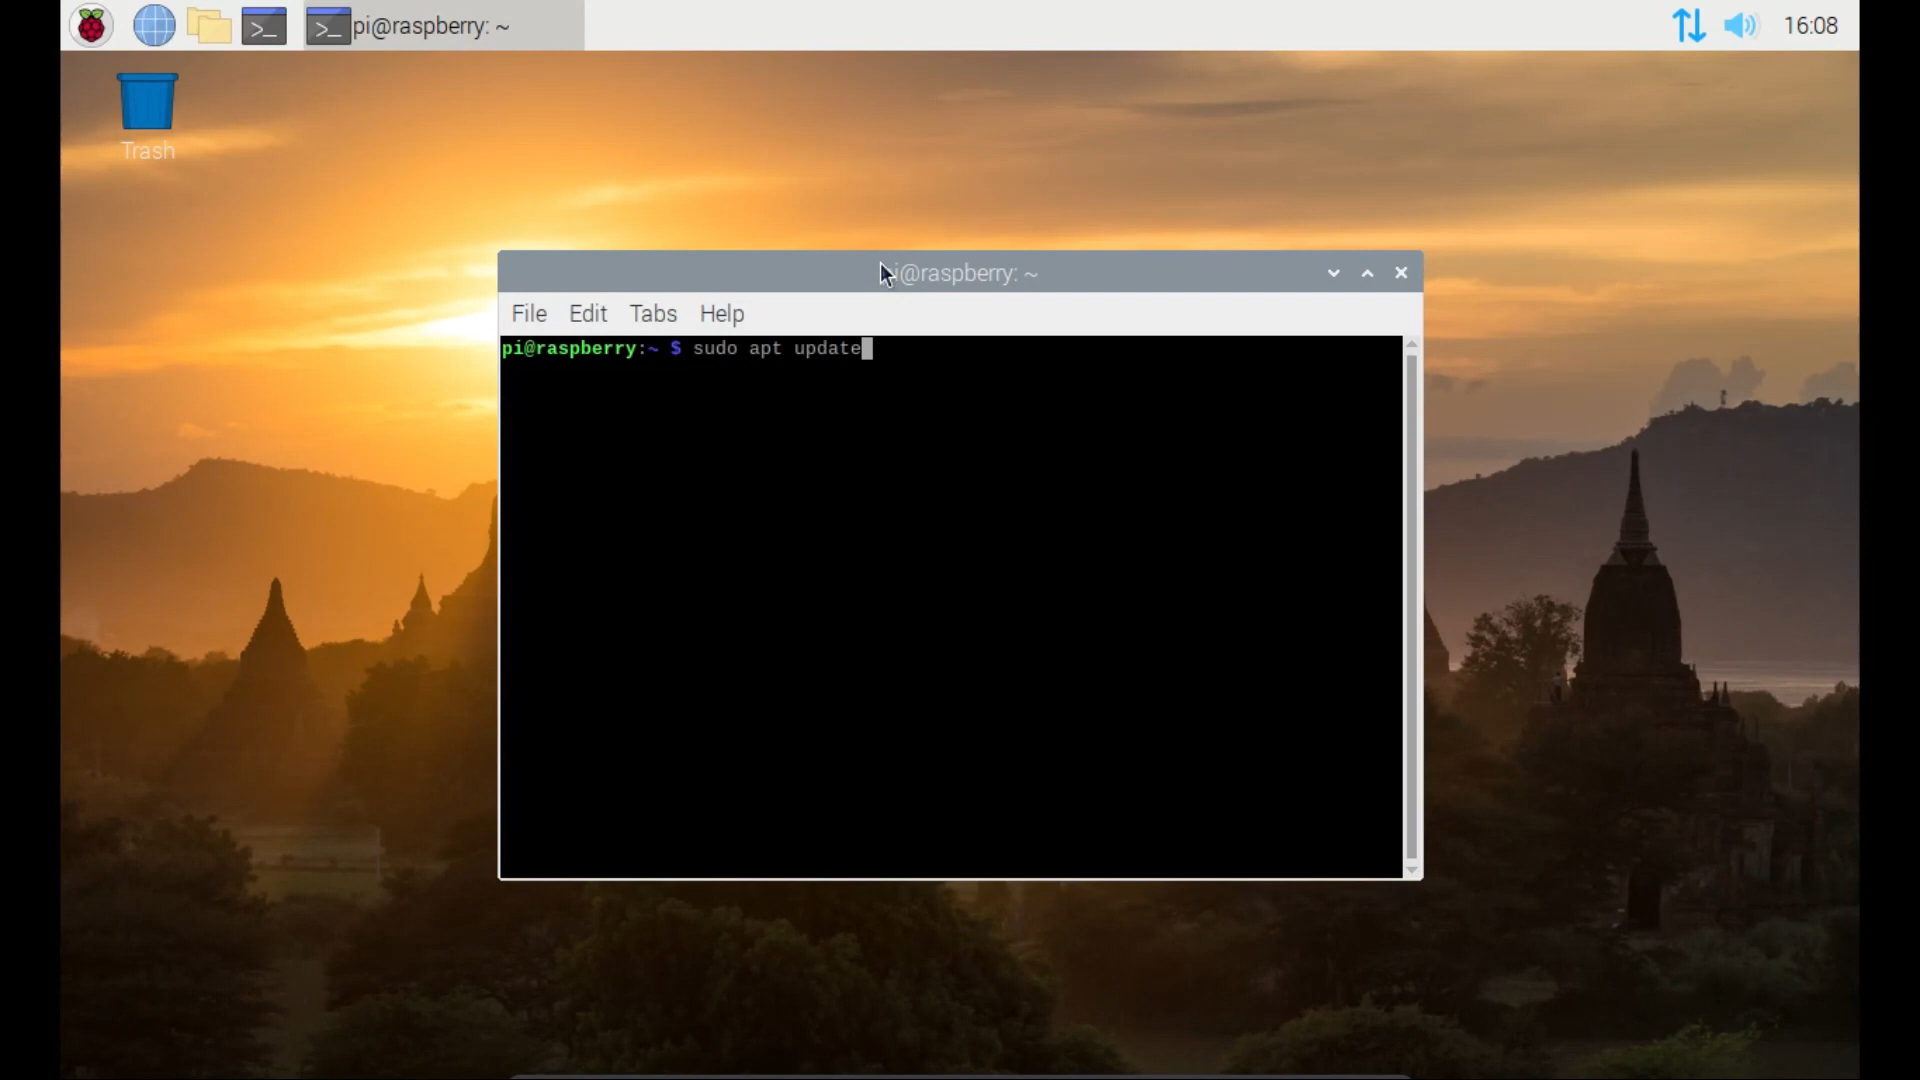 pi@raspberry: ~
16:08
Trash
pi@raspberry: ~
File Edit Tabs Help
pi@raspberry:~ $ sudo apt update